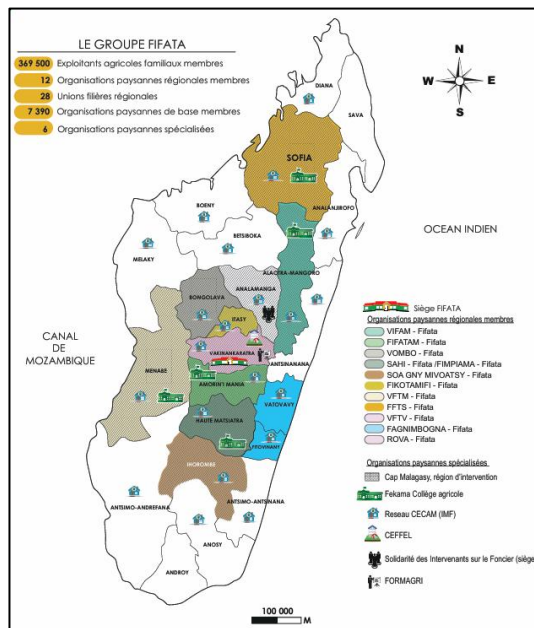 LE GROUPE FIFATA
369 500 Exploitants agricoles familiaux membres
12 Organisations paysannes régionales membres
28 Unions filières régionales
7 390 Organisations paysannes de base membres
6 Organisations paysannes spécialisées
N
W E
S
DIANA
SAVA
SOFIA
ANALANJIROFO
BOENY
BETSIBOKA
MELAKY
OCEAN INDIEN
ALAOTRA-MANGORO
BONGOLAVA
ANALAMANGA
ITASY
CANAL
DE
MOZAMBIQUE
VAKINANKARATRA
ANTSINANANA
MENABE
AMORON'I MANIA
VATOVAVY
HAUTE MATSIATRA
FITOVINANY
IHOROMBE
ANTSIMO-ANDREFANA
ANTSIMO-ANTSINANA
ANOSY
ANDROY
100 000
M
Siège FIFATA
Organisations paysannes régionales membres
VIFAM - Fifata
FIFATAM - Fifata
VOMBO - Fifata
SAHI - Fifata /FIMPIAMA - Fifata
SOA GNY MIVOATSY - Fifata
FIKOTAMIFI - Fifata
VFTM - Fifata
FFTS - Fifata
VFTV - Fifata
FAGNIMBOGNA - Fifata
ROVA - Fifata
Organisations paysannes spécialisées
Cap Malagasy, région d'intervention
Fekama Collège agricole
Reseau CECAM (IMF)
CEFFEL
Solidarité des Intervenants sur le Foncier (siège)
FORMAGRI